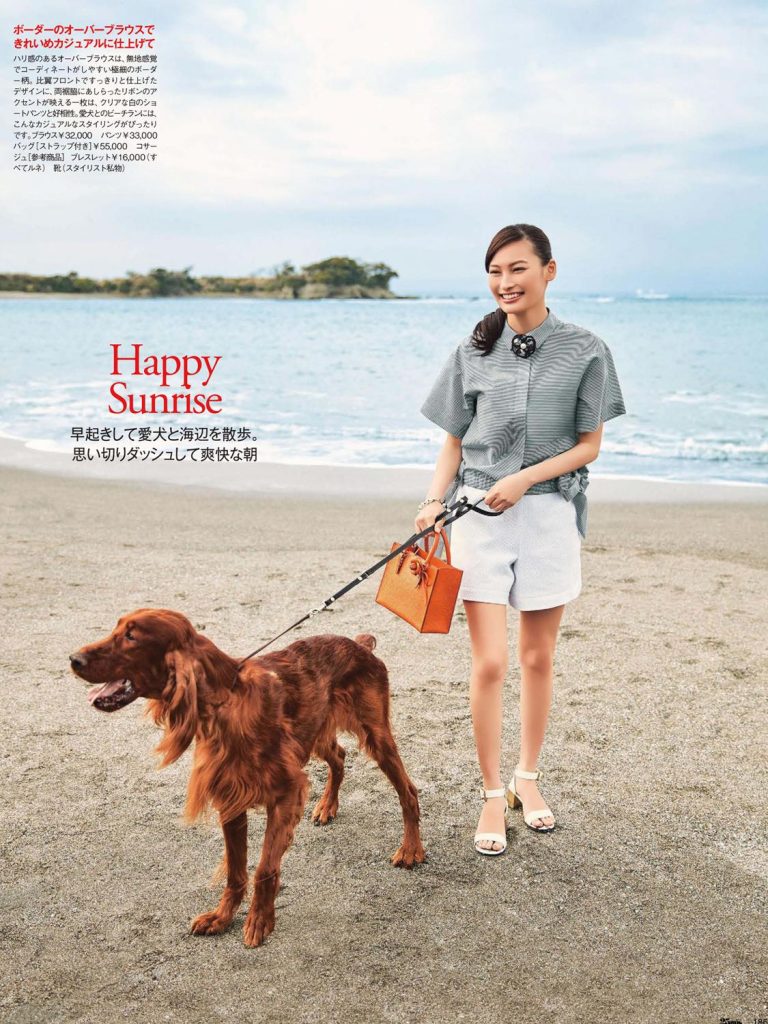 ボーダーのオーバーブラウスで
きれいめカジュアルに仕上げて
ハリ感のあるオーバーブラウスは、無地感覚
でコーディネートがしやすい極細のボーダ
ー柄。比翼フロントですっきりと仕上げた
デザインに、両裾脇にあしらったリボンのア
クセントが映える一枚は、クリアな白のショ
ートパンツと好相性。愛犬とのビーチランには、
こんなカジュアルなスタイリングがぴったり
です。ブラウス¥32,000 パンツ¥33,000
バッグ[ストラップ付き]¥55,000 コサー
ジュ[参考商品] ブレスレット¥16,000(す
べてルネ) 靴(スタイリスト私物)
Happy
Sunrise
早起きして愛犬と海辺を散歩。
思い切りダッシュして爽快な朝